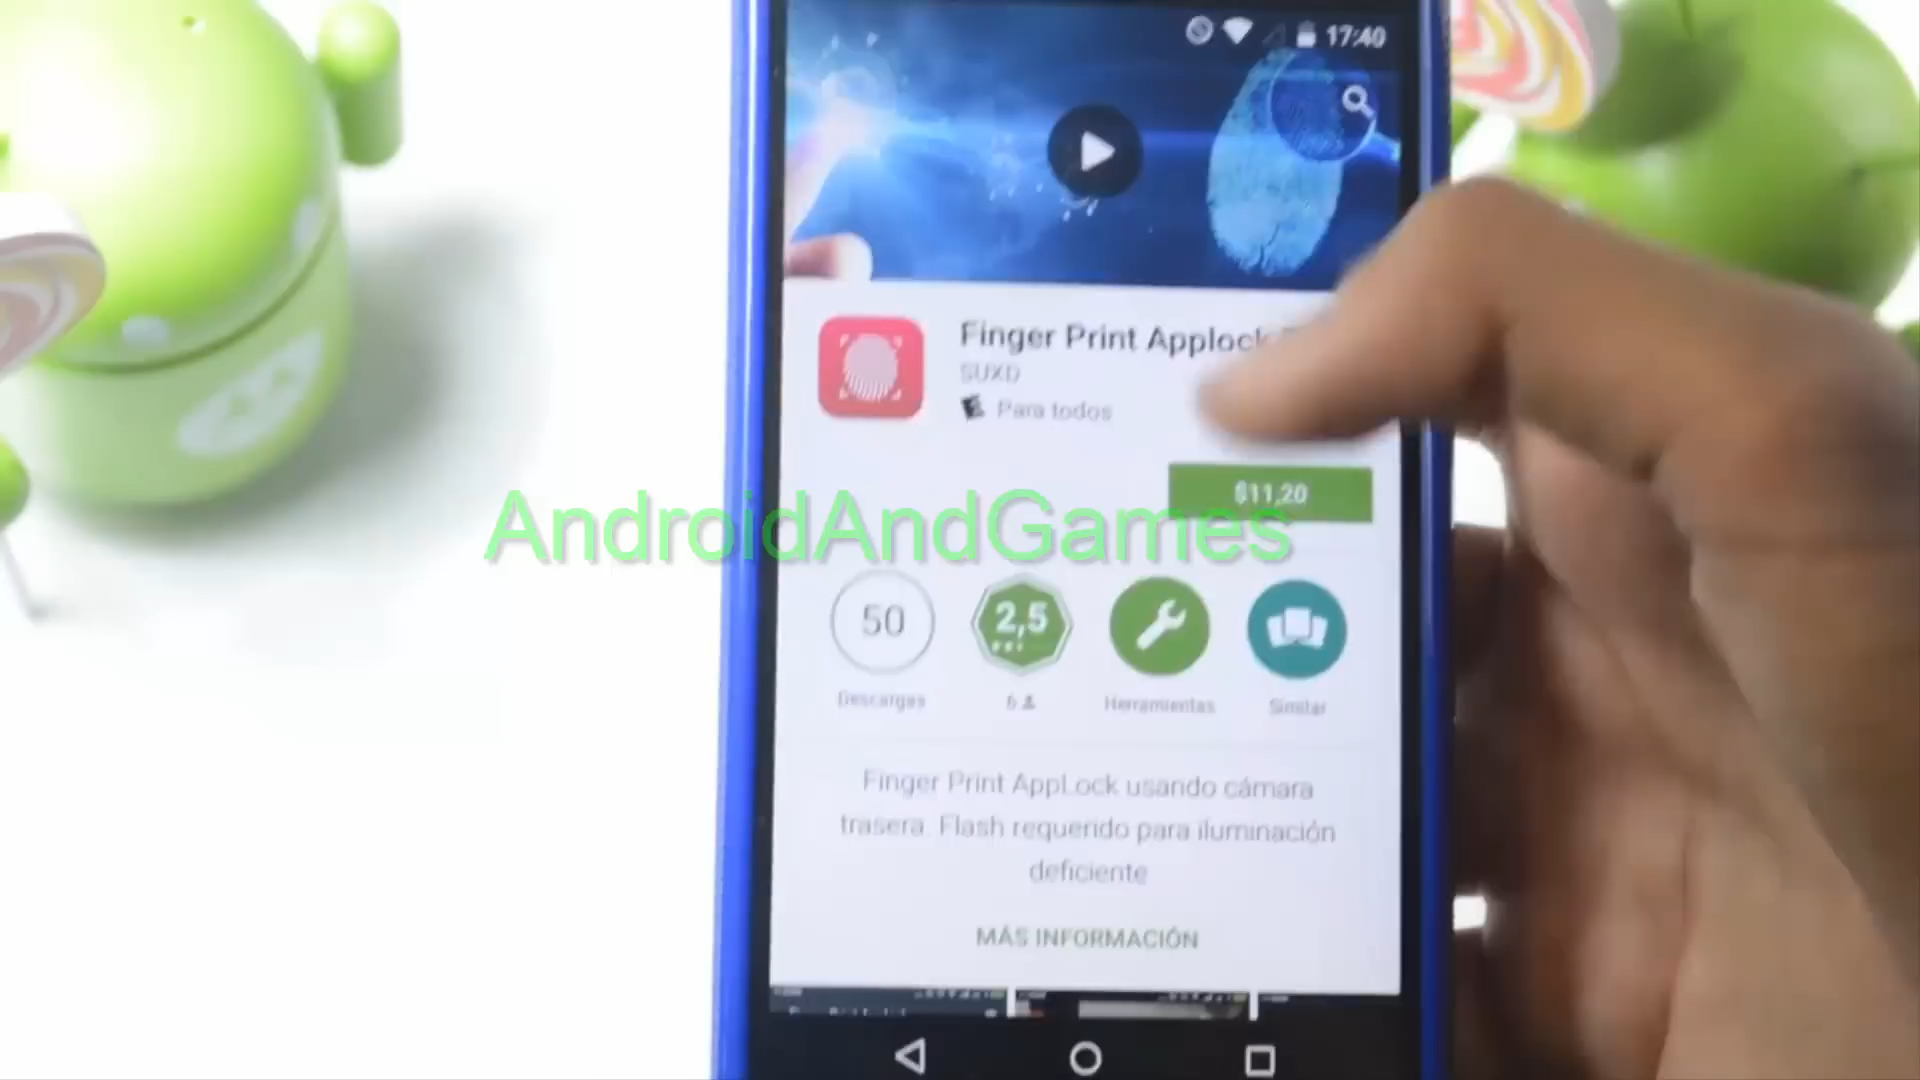 17:40
Finger Print Applock
SUXD
Para todos
$11,20
AndroidAndGames
50
2,5
Descargas
6
Herramientas
Similar
Finger Print AppLock usando cámara
trasera. Flash requerido para iluminación
deficiente
MÁS INFORMACIÓN